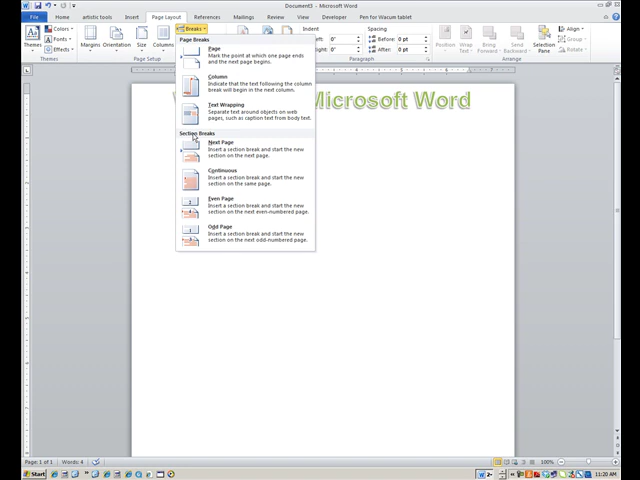 Document3 - Microsoft Word
File Home artistic tools Insert Page Layout References Mailings Review View Developer Pen for Wacum tablet
Colors Breaks Indent Spacing
Fonts 0" Before: 0 pt Bring Forward Align
Effects Right: 0" After: 0 pt Group
Themes Margins Orientation Size Columns Position Selection Pane Rotate
Themes Page Setup Paragraph Arrange
Page Breaks
Page
Mark the point at which one page ends
and the next page begins.
Column
Indicate that the text following the column
break will begin in the next column.
Text Wrapping
Separate text around objects on web
pages, such as caption text from body text.
Section Breaks
Next Page
Insert a section break and start the new
section on the next page.
Continuous
Insert a section break and start the new
section on the same page.
Even Page
Insert a section break and start the new
section on the next even-numbered page.
Odd Page
Insert a section break and start the new
section on the next odd-numbered page.
Microsoft Word
Page: 1 of 1 Words: 4 100%
Start 11:20 AM